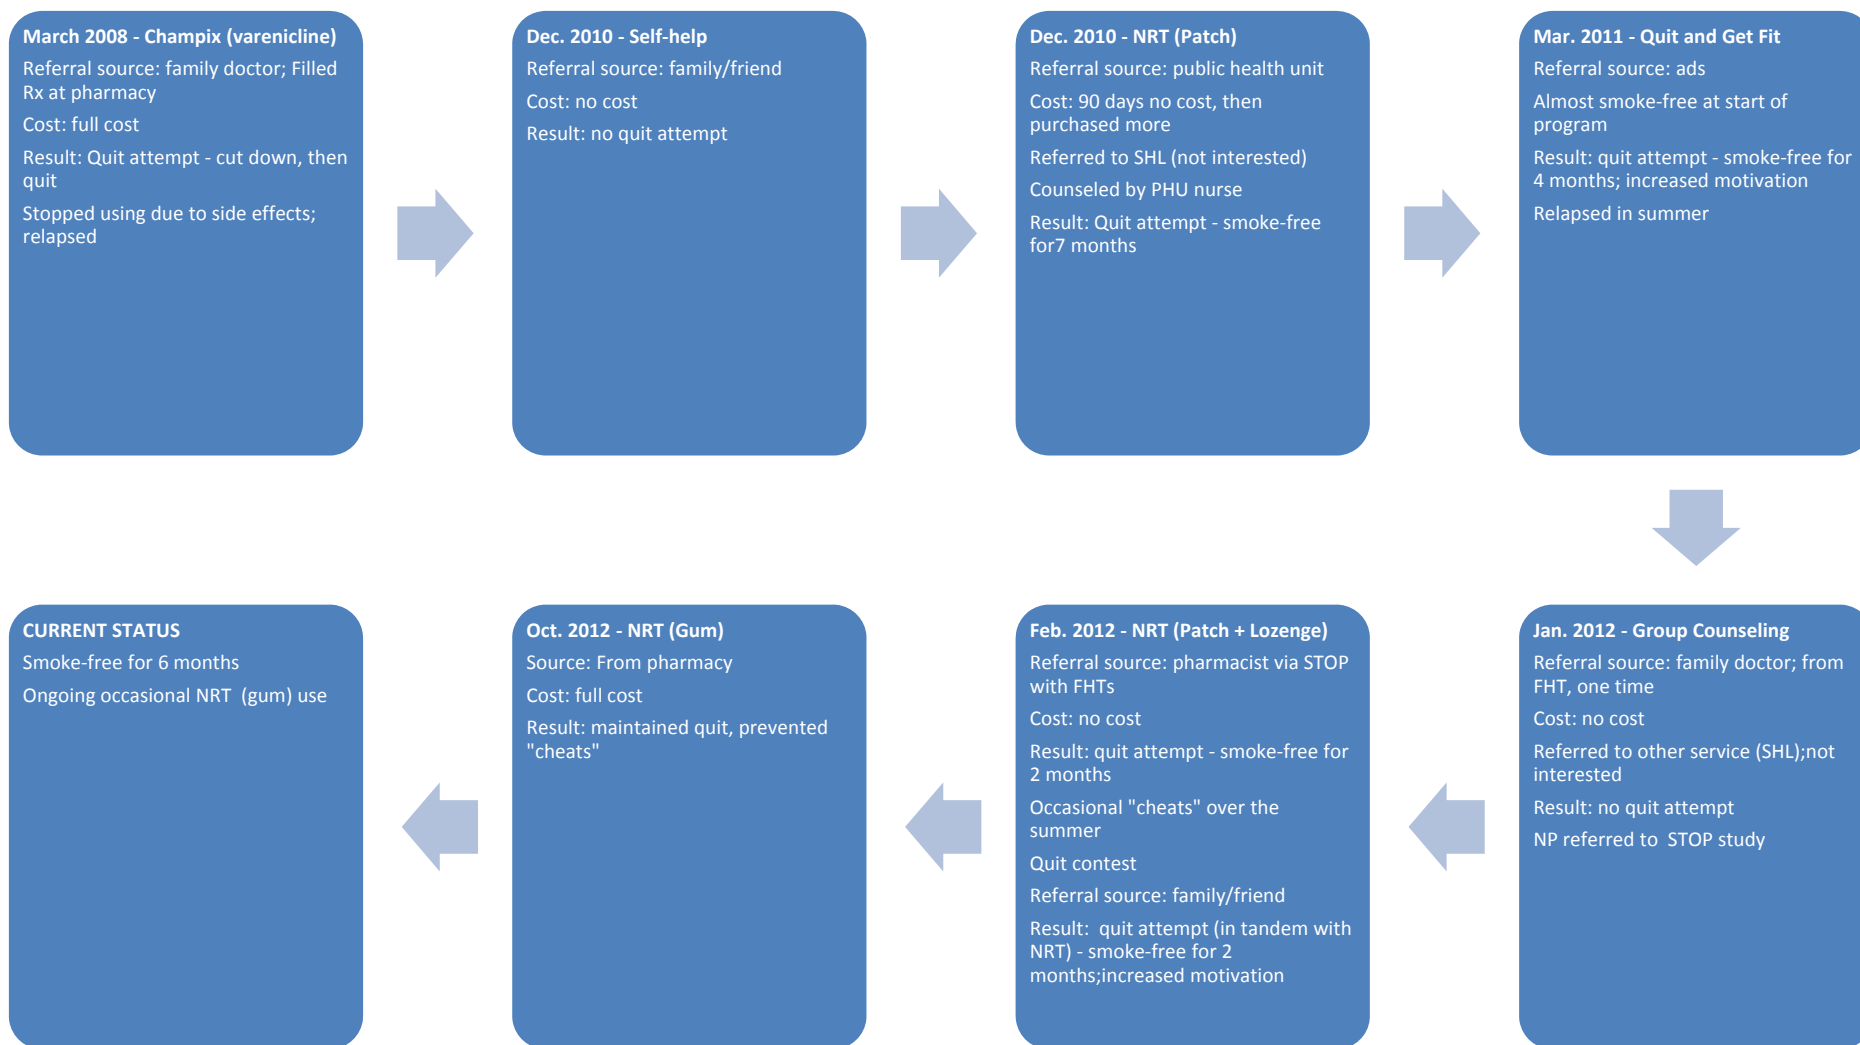 March 2008 - Champix (varenicline)
Referral source: family doctor; Filled
Rx at pharmacy
Cost: full cost
Result: Quit attempt - cut down, then
quit
Stopped using due to side effects;
relapsed
Dec. 2010 - Self-help
Referral source: family/friend
Cost: no cost
Result: no quit attempt
Dec. 2010 - NRT (Patch)
Referral source: public health unit
Cost: 90 days no cost, then
purchased more
Referred to SHL (not interested)
Counseled by PHU nurse
Result: Quit attempt - smoke-free
for7 months
Mar. 2011 - Quit and Get Fit
Referral source: ads
Almost smoke-free at start of
program
Result: quit attempt - smoke-free for
4 months; increased motivation
Relapsed in summer
Jan. 2012 - Group Counseling
Referral source: family doctor; from
FHT, one time
Cost: no cost
Referred to other service (SHL);not
interested
Result: no quit attempt
NP referred to  STOP study
Feb. 2012 - NRT (Patch + Lozenge)
Referral source: pharmacist via STOP
with FHTs
Cost: no cost
Result: quit attempt - smoke-free for
2 months
Occasional "cheats" over the
summer
Quit contest
Referral source: family/friend
Result:  quit attempt (in tandem with
NRT) - smoke-free for 2
months;increased motivation
Oct. 2012 - NRT (Gum)
Source: From pharmacy
Cost: full cost
Result: maintained quit, prevented
"cheats"
CURRENT STATUS
Smoke-free for 6 months
Ongoing occasional NRT  (gum) use